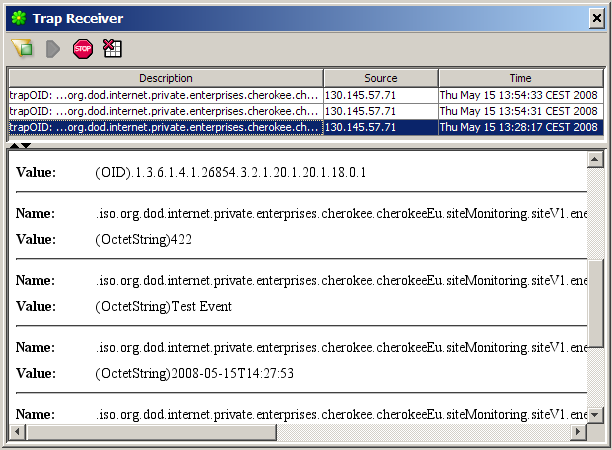 Trap Receiver
STOP
Description Source Time
trapOID: ...org.dod.internet.private.enterprises.cherokee.ch... 130.145.57.71 Thu May 15 13:54:33 CEST 2008
trapOID: ...org.dod.internet.private.enterprises.cherokee.ch... 130.145.57.71 Thu May 15 13:54:31 CEST 2008
trapOID: ...org.dod.internet.private.enterprises.cherokee.ch... 130.145.57.71 Thu May 15 13:28:17 CEST 2008
Value: (OID).1.3.6.1.4.1.26854.3.2.1.20.1.20.1.18.0.1
Name: .iso.org.dod.internet.private.enterprises.cherokee.cherokeeEu.siteMonitoring.siteV1.ene
Value: (OctetString)422
Name: .iso.org.dod.internet.private.enterprises.cherokee.cherokeeEu.siteMonitoring.siteV1.ene
Value: (OctetString)Test Event
Name: .iso.org.dod.internet.private.enterprises.cherokee.cherokeeEu.siteMonitoring.siteV1.ene
Value: (OctetString)2008-05-15T14:27:53
Name: .iso.org.dod.internet.private.enterprises.cherokee.cherokeeEu.siteMonitoring.siteV1.ene